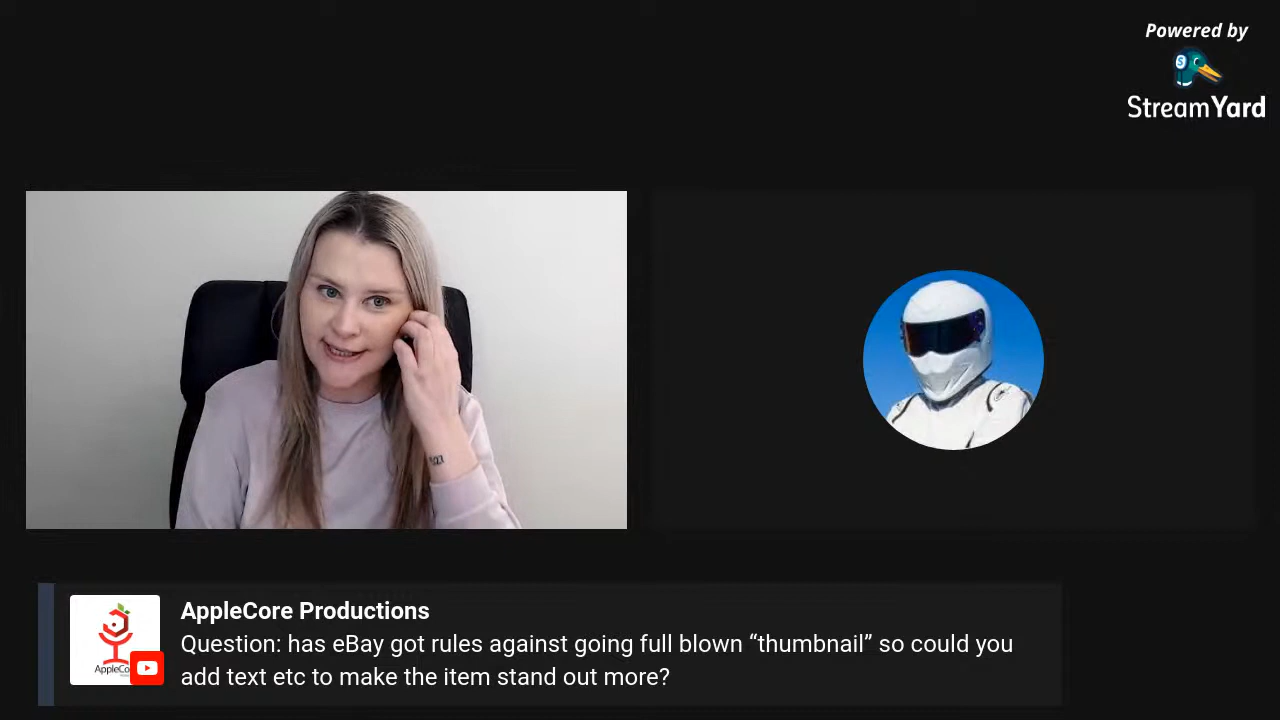 Powered by
StreamYard
AppleCore Productions
Question: has eBay got rules against going full blown “thumbnail” so could you
add text etc to make the item stand out more?